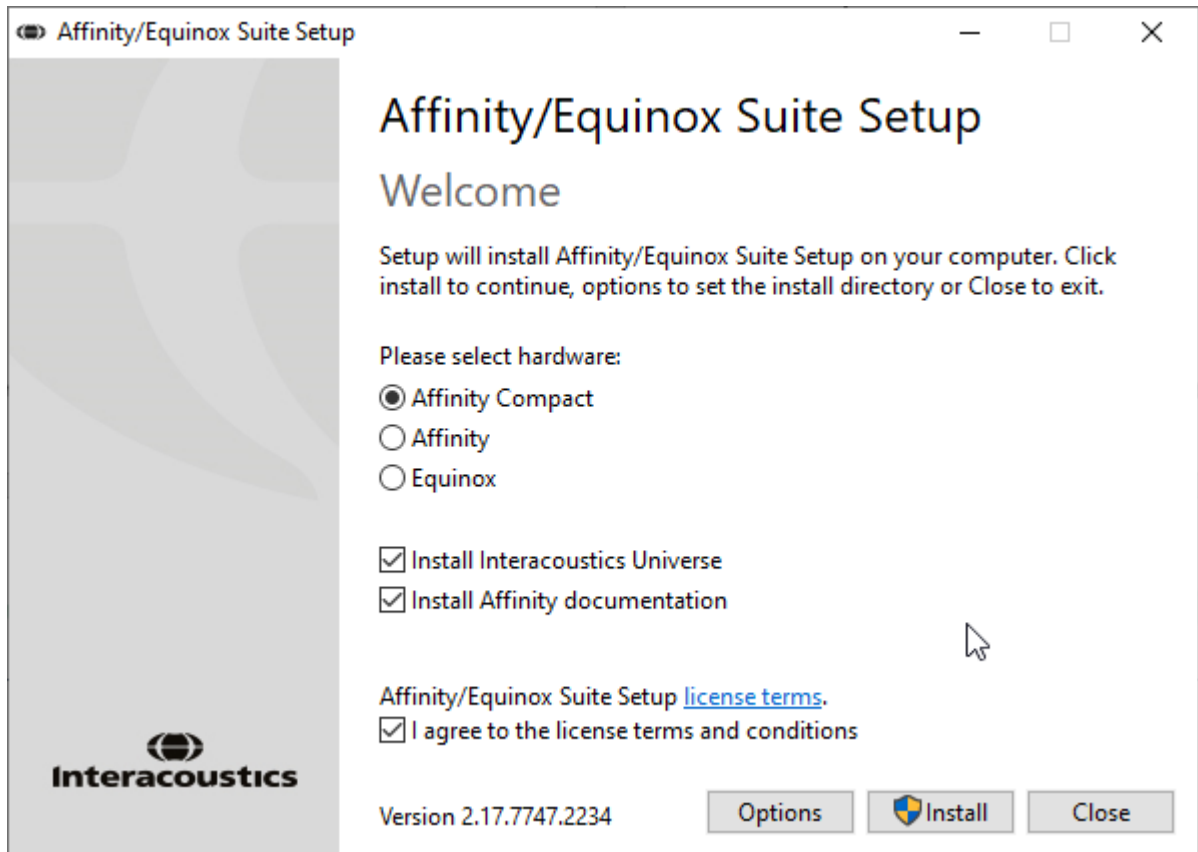 Affinity/Equinox Suite Setup
Affinity/Equinox Suite Setup
Welcome
Setup will install Affinity/Equinox Suite Setup on your computer. Click
install to continue, options to set the install directory or Close to exit.
Please select hardware:
Affinity Compact
Affinity
Equinox
Install Interacoustics Universe
Install Affinity documentation
Affinity/Equinox Suite Setup license terms.
I agree to the license terms and conditions
Interacoustics
Version 2.17.7747.2234
Options
Install
Close